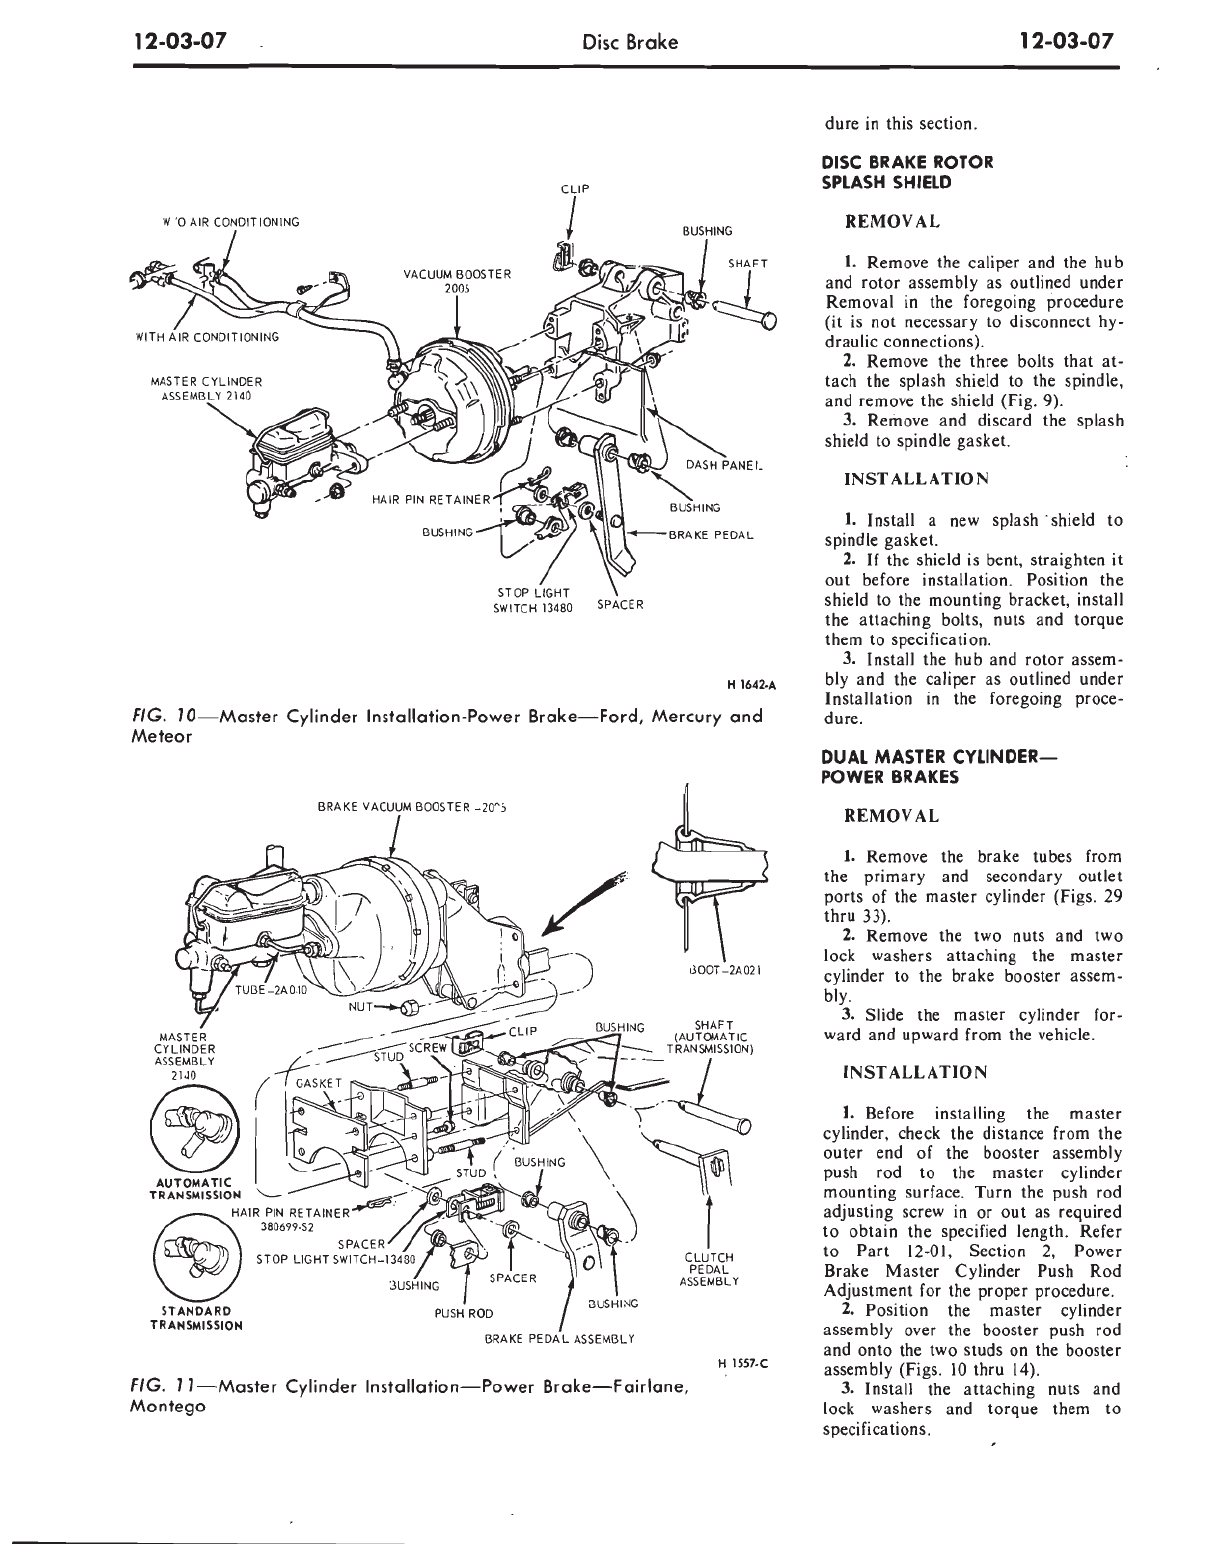 12-03-07 Disc Brake 12-03-07
CLIP
W/O AIR CONDITIONING
BUSHING
SHAFT
VACUUM BOOSTER
2005
WITH AIR CONDITIONING
MASTER CYLINDER
ASSEMBLY 2140
DASH PANEL
HAIR PIN RETAINER
BUSHING
BUSHING
BRAKE PEDAL
STOP LIGHT
SWITCH 13480
SPACER
H 1642-A
FIG. 10—Master Cylinder Installation-Power Brake—Ford, Mercury and
Meteor
BRAKE VACUUM BOOSTER -2005
BOOT-2A021
TUBE-2A010
NUT
MASTER
CYLINDER
ASSEMBLY
2140
CLIP
BUSHING
SHAFT
(AUTOMATIC
TRANSMISSION)
SCREW
STUD
GASKET
AUTOMATIC
TRANSMISSION
STUD
BUSHING
HAIR PIN RETAINER
380699-S2
SPACER
STOP LIGHT SWITCH-13480
BUSHING
SPACER
CLUTCH
PEDAL
ASSEMBLY
STANDARD
TRANSMISSION
PUSH ROD
BUSHING
BRAKE PEDAL ASSEMBLY
H 1557-C
FIG. 11—Master Cylinder Installation—Power Brake—Fairlane,
Montego
dure in this section.
DISC BRAKE ROTOR
SPLASH SHIELD
REMOVAL
1. Remove the caliper and the hub
and rotor assembly as outlined under
Removal in the foregoing procedure
(it is not necessary to disconnect hy-
draulic connections).
2. Remove the three bolts that at-
tach the splash shield to the spindle,
and remove the shield (Fig. 9).
3. Remove and discard the splash
shield to spindle gasket.
INSTALLATION
1. Install a new splash shield to
spindle gasket.
2. If the shield is bent, straighten it
out before installation. Position the
shield to the mounting bracket, install
the attaching bolts, nuts and torque
them to specification.
3. Install the hub and rotor assem-
bly and the caliper as outlined under
Installation in the foregoing proce-
dure.
DUAL MASTER CYLINDER—
POWER BRAKES
REMOVAL
1. Remove the brake tubes from
the primary and secondary outlet
ports of the master cylinder (Figs. 29
thru 33).
2. Remove the two nuts and two
lock washers attaching the master
cylinder to the brake booster assem-
bly.
3. Slide the master cylinder for-
ward and upward from the vehicle.
INSTALLATION
1. Before installing the master
cylinder, check the distance from the
outer end of the booster assembly
push rod to the master cylinder
mounting surface. Turn the push rod
adjusting screw in or out as required
to obtain the specified length. Refer
to Part 12-01, Section 2, Power
Brake Master Cylinder Push Rod
Adjustment for the proper procedure.
2. Position the master cylinder
assembly over the booster push rod
and onto the two studs on the booster
assembly (Figs. 10 thru 14).
3. Install the attaching nuts and
lock washers and torque them to
specifications.